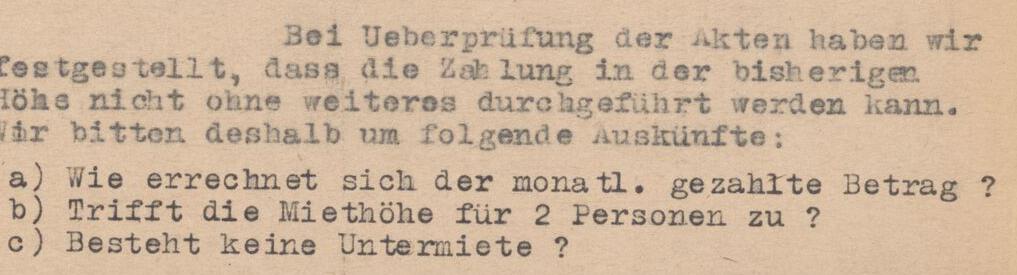 Bei Ueberprüfung der Akten haben wir
festgestellt, dass die Zahlung in der bisherigen
Höhe nicht ohne weiteres durchgeführt werden kann.
Wir bitten deshalb um folgende Auskünfte:
a) Wie errechnet sich der monatl. gezahlte Betrag ?
b) Trifft die Miethöhe für 2 Personen zu ?
c) Besteht keine Untermiete ?